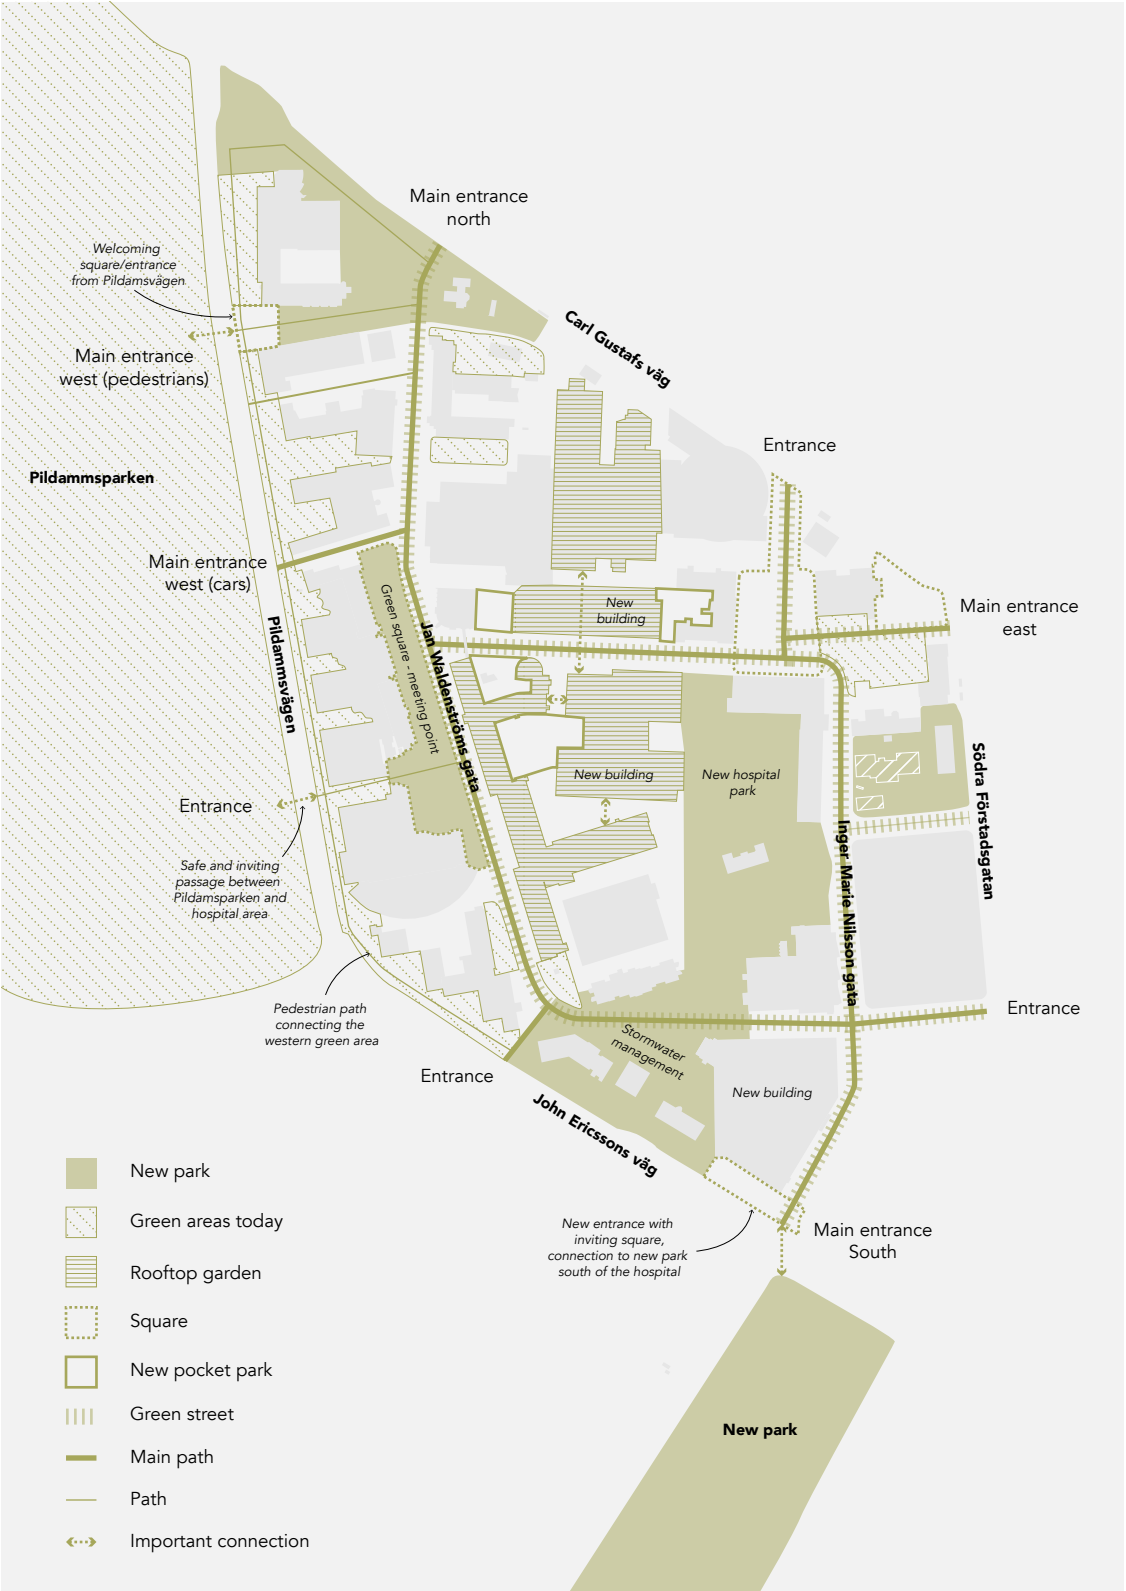 Main entrance
north
Welcoming
square/entrance
from Pildamsvägen
Carl Gustafs väg
Main entrance
west (pedestrians)
Entrance
Pildammsparken
Main entrance
west (cars)
New
building
Main entrance
east
Green square - meeting point
Jan Waldenströms gata
Pildammsvägen
New building
New hospital
park
Södra Förstadsgatan
Entrance
Inger Marie Nilsson gata
Safe and inviting
passage between
Pildamsparken and
hospital area
Pedestrian path
connecting the
western green area
Entrance
Stormwater
management
Entrance
New building
John Ericssons väg
New park
Green areas today
Rooftop garden
Square
New pocket park
Green street
Main path
Path
Important connection
New entrance with
inviting square,
connection to new park
south of the hospital
Main entrance
South
New park